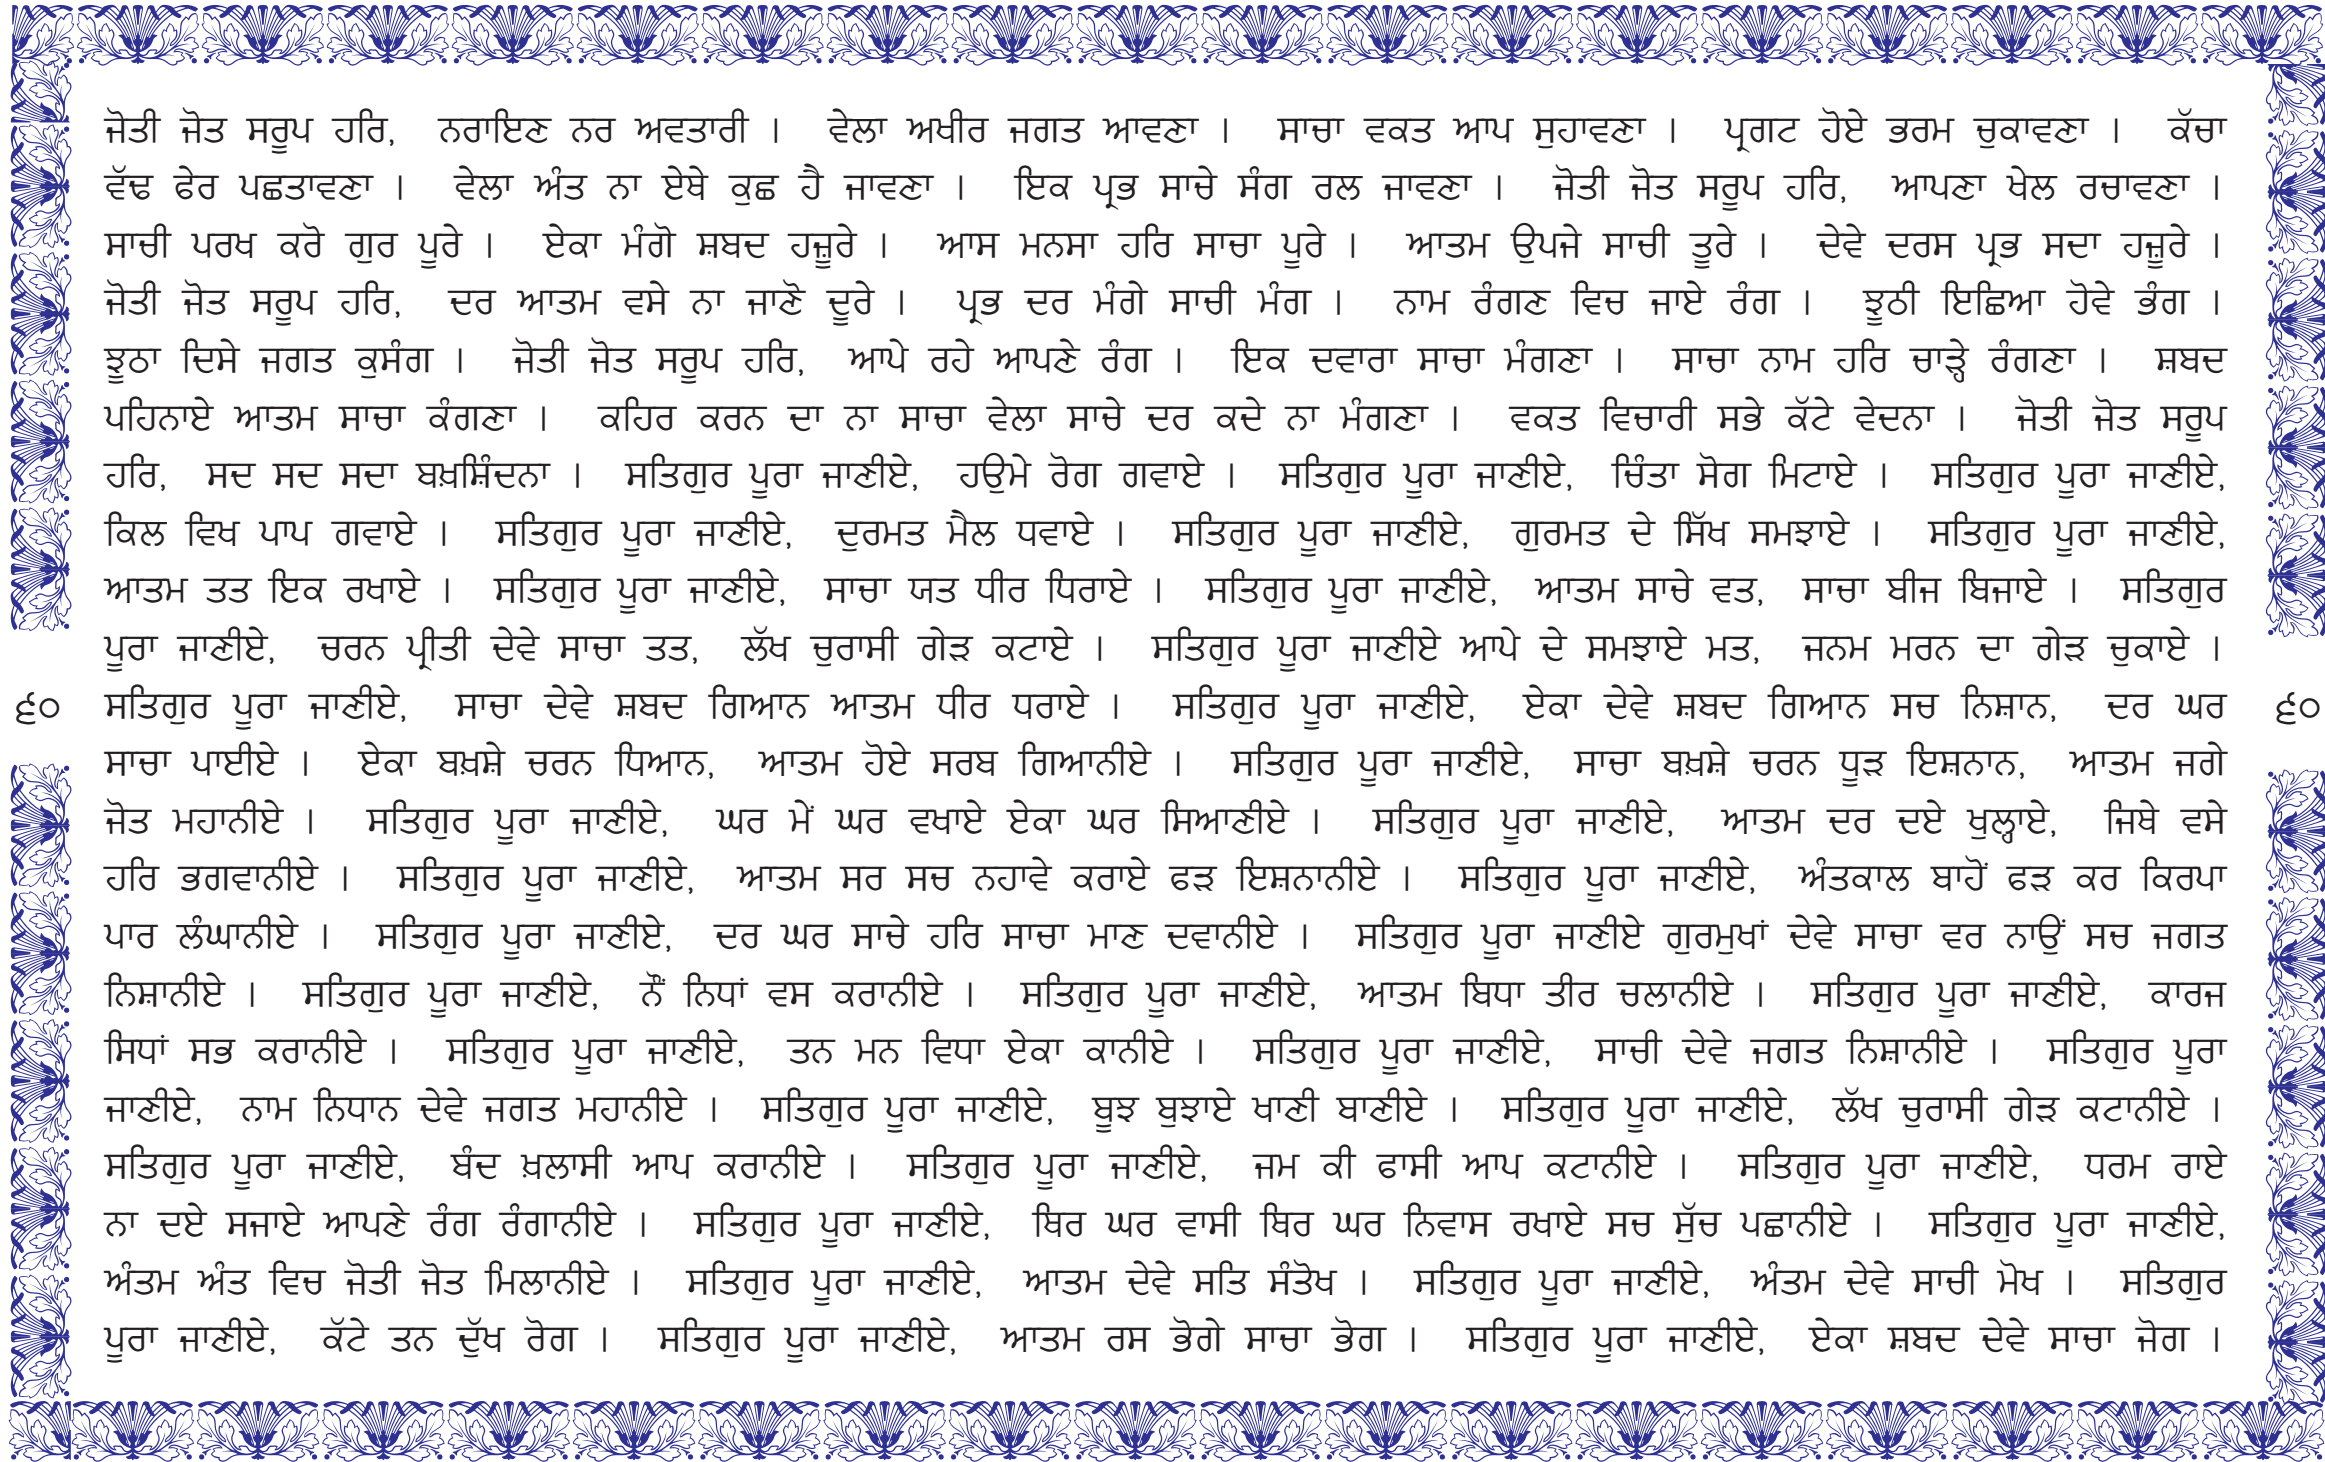 ਜੋਤੀ ਜੋਤ ਸਰੂਪ ਹਰਿ, ਨਰਾਇਣ ਨਰ ਅਵਤਾਰੀ । ਵੇਲਾ ਅਖੀਰ ਜਗਤ ਆਵਣਾ । ਸਾਚਾ ਵਕਤ ਆਪ ਸੁਹਾਵਣਾ । ਪ੍ਰਗਟ ਹੋਏ ਭਰਮ ਚੁਕਾਵਣਾ । ਕੱਚਾ
ਵੱਢ ਫੇਰ ਪਛਤਾਵਣਾ । ਵੇਲਾ ਅੰਤ ਨਾ ਏਥੇ ਕੁਛ ਹੈ ਜਾਵਣਾ । ਇਕ ਪ੍ਰਭ ਸਾਚੇ ਸੰਗ ਰਲ ਜਾਵਣਾ । ਜੋਤੀ ਜੋਤ ਸਰੂਪ ਹਰਿ, ਆਪਣਾ ਖੇਲ ਰਚਾਵਣਾ ।
ਸਾਚੀ ਪਰਖ ਕਰੋ ਗੁਰ ਪੂਰੇ । ਏਕਾ ਮੰਗੋ ਸ਼ਬਦ ਹਜ਼ੂਰੇ । ਆਸ ਮਨਸਾ ਹਰਿ ਸਾਚਾ ਪੂਰੇ । ਆਤਮ ਉਪਜੇ ਸਾਚੀ ਤੂਰੇ । ਦੇਵੇ ਦਰਸ ਪ੍ਰਭ ਸਦਾ ਹਜ਼ੂਰੇ ।
ਜੋਤੀ ਜੋਤ ਸਰੂਪ ਹਰਿ, ਦਰ ਆਤਮ ਵਸੇ ਨਾ ਜਾਣੋ ਦੂਰੇ । ਪ੍ਰਭ ਦਰ ਮੰਗੇ ਸਾਚੀ ਮੰਗ । ਨਾਮ ਰੰਗਣ ਵਿਚ ਜਾਏ ਰੰਗ । ਝੂਠੀ ਇਛਿਆ ਹੋਵੇ ਭੰਗ ।
ਝੂਠਾ ਦਿਸੇ ਜਗਤ ਕੁਸੰਗ । ਜੋਤੀ ਜੋਤ ਸਰੂਪ ਹਰਿ, ਆਪੇ ਰਹੇ ਆਪਣੇ ਰੰਗ । ਇਕ ਦਵਾਰਾ ਸਾਚਾ ਮੰਗਣਾ । ਸਾਚਾ ਨਾਮ ਹਰਿ ਚਾੜ੍ਹੇ ਰੰਗਣਾ । ਸ਼ਬਦ
ਪਹਿਨਾਏ ਆਤਮ ਸਾਚਾ ਕੰਗਣਾ । ਕਹਿਰ ਕਰਨ ਦਾ ਨਾ ਸਾਚਾ ਵੇਲਾ ਸਾਚੇ ਦਰ ਕਦੇ ਨਾ ਮੰਗਣਾ । ਵਕਤ ਵਿਚਾਰੀ ਸਭੇ ਕੱਟੇ ਵੇਦਨਾ । ਜੋਤੀ ਜੋਤ ਸਰੂਪ
ਹਰਿ, ਸਦ ਸਦ ਸਦਾ ਬਖ਼ਸ਼ਿੰਦਨਾ । ਸਤਿਗੁਰ ਪੂਰਾ ਜਾਣੀਏ, ਹਉਮੇ ਰੋਗ ਗਵਾਏ । ਸਤਿਗੁਰ ਪੂਰਾ ਜਾਣੀਏ, ਚਿੰਤਾ ਸੋਗ ਮਿਟਾਏ । ਸਤਿਗੁਰ ਪੂਰਾ ਜਾਣੀਏ,
ਕਿਲ ਵਿਖ ਪਾਪ ਗਵਾਏ । ਸਤਿਗੁਰ ਪੂਰਾ ਜਾਣੀਏ, ਦੁਰਮਤ ਮੈਲ ਧਵਾਏ । ਸਤਿਗੁਰ ਪੂਰਾ ਜਾਣੀਏ, ਗੁਰਮਤ ਦੇ ਸਿੱਖ ਸਮਝਾਏ । ਸਤਿਗੁਰ ਪੂਰਾ ਜਾਣੀਏ,
ਆਤਮ ਤਤ ਇਕ ਰਖਾਏ । ਸਤਿਗੁਰ ਪੂਰਾ ਜਾਣੀਏ, ਸਾਚਾ ਯਤ ਧੀਰ ਧਿਰਾਏ । ਸਤਿਗੁਰ ਪੂਰਾ ਜਾਣੀਏ, ਆਤਮ ਸਾਚੇ ਵਤ, ਸਾਚਾ ਬੀਜ ਬਿਜਾਏ । ਸਤਿਗੁਰ
ਪੂਰਾ ਜਾਣੀਏ, ਚਰਨ ਪ੍ਰੀਤੀ ਦੇਵੇ ਸਾਚਾ ਤਤ, ਲੱਖ ਚੁਰਾਸੀ ਗੇੜ ਕਟਾਏ । ਸਤਿਗੁਰ ਪੂਰਾ ਜਾਣੀਏ ਆਪੇ ਦੇ ਸਮਝਾਏ ਮਤ, ਜਨਮ ਮਰਨ ਦਾ ਗੇੜ ਚੁਕਾਏ ।
੬੦ ਸਤਿਗੁਰ ਪੂਰਾ ਜਾਣੀਏ, ਸਾਚਾ ਦੇਵੇ ਸ਼ਬਦ ਗਿਆਨ ਆਤਮ ਧੀਰ ਧਰਾਏ । ਸਤਿਗੁਰ ਪੂਰਾ ਜਾਣੀਏ, ਏਕਾ ਦੇਵੇ ਸ਼ਬਦ ਗਿਆਨ ਸਚ ਨਿਸ਼ਾਨ, ਦਰ ਘਰ ੬੦
ਸਾਚਾ ਪਾਈਏ । ਏਕਾ ਬਖ਼ਸ਼ੇ ਚਰਨ ਧਿਆਨ, ਆਤਮ ਹੋਏ ਸਰਬ ਗਿਆਨੀਏ । ਸਤਿਗੁਰ ਪੂਰਾ ਜਾਣੀਏ, ਸਾਚਾ ਬਖ਼ਸ਼ੇ ਚਰਨ ਧੂੜ ਇਸ਼ਨਾਨ, ਆਤਮ ਜਗੇ
ਜੋਤ ਮਹਾਨੀਏ । ਸਤਿਗੁਰ ਪੂਰਾ ਜਾਣੀਏ, ਘਰ ਮੇਂ ਘਰ ਵਖਾਏ ਏਕਾ ਘਰ ਸਿਆਣੀਏ । ਸਤਿਗੁਰ ਪੂਰਾ ਜਾਣੀਏ, ਆਤਮ ਦਰ ਦਏ ਖੁਲ੍ਹਾਏ, ਜਿਥੇ ਵਸੇ
ਹਰਿ ਭਗਵਾਨੀਏ । ਸਤਿਗੁਰ ਪੂਰਾ ਜਾਣੀਏ, ਆਤਮ ਸਰ ਸਚ ਨਹਾਵੇ ਕਰਾਏ ਫੜ ਇਸ਼ਨਾਨੀਏ । ਸਤਿਗੁਰ ਪੂਰਾ ਜਾਣੀਏ, ਅੰਤਕਾਲ ਬਾਹੋਂ ਫੜ ਕਰ ਕਿਰਪਾ
ਪਾਰ ਲੰਘਾਨੀਏ । ਸਤਿਗੁਰ ਪੂਰਾ ਜਾਣੀਏ, ਦਰ ਘਰ ਸਾਚੇ ਹਰਿ ਸਾਚਾ ਮਾਣ ਦਵਾਨੀਏ । ਸਤਿਗੁਰ ਪੂਰਾ ਜਾਣੀਏ ਗੁਰਮੁਖਾਂ ਦੇਵੇ ਸਾਚਾ ਵਰ ਨਾਉਂ ਸਚ ਜਗਤ
ਨਿਸ਼ਾਨੀਏ । ਸਤਿਗੁਰ ਪੂਰਾ ਜਾਣੀਏ, ਨੌਂ ਨਿਧਾਂ ਵਸ ਕਰਾਨੀਏ । ਸਤਿਗੁਰ ਪੂਰਾ ਜਾਣੀਏ, ਆਤਮ ਬਿਧਾ ਤੀਰ ਚਲਾਨੀਏ । ਸਤਿਗੁਰ ਪੂਰਾ ਜਾਣੀਏ, ਕਾਰਜ
ਸਿਧਾਂ ਸਭ ਕਰਾਨੀਏ । ਸਤਿਗੁਰ ਪੂਰਾ ਜਾਣੀਏ, ਤਨ ਮਨ ਵਿਧਾ ਏਕਾ ਕਾਨੀਏ । ਸਤਿਗੁਰ ਪੂਰਾ ਜਾਣੀਏ, ਸਾਚੀ ਦੇਵੇ ਜਗਤ ਨਿਸ਼ਾਨੀਏ । ਸਤਿਗੁਰ ਪੂਰਾ
ਜਾਣੀਏ, ਨਾਮ ਨਿਧਾਨ ਦੇਵੇ ਜਗਤ ਮਹਾਨੀਏ । ਸਤਿਗੁਰ ਪੂਰਾ ਜਾਣੀਏ, ਬੂਝ ਬੁਝਾਏ ਖਾਣੀ ਬਾਣੀਏ । ਸਤਿਗੁਰ ਪੂਰਾ ਜਾਣੀਏ, ਲੱਖ ਚੁਰਾਸੀ ਗੇੜ ਕਟਾਨੀਏ ।
ਸਤਿਗੁਰ ਪੂਰਾ ਜਾਣੀਏ, ਬੰਦ ਖ਼ਲਾਸੀ ਆਪ ਕਰਾਨੀਏ । ਸਤਿਗੁਰ ਪੂਰਾ ਜਾਣੀਏ, ਜਮ ਕੀ ਫਾਸੀ ਆਪ ਕਟਾਨੀਏ । ਸਤਿਗੁਰ ਪੂਰਾ ਜਾਣੀਏ, ਧਰਮ ਰਾਏ
ਨਾ ਦਏ ਸਜਾਏ ਆਪਣੇ ਰੰਗ ਰੰਗਾਨੀਏ । ਸਤਿਗੁਰ ਪੂਰਾ ਜਾਣੀਏ, ਥਿਰ ਘਰ ਵਾਸੀ ਥਿਰ ਘਰ ਨਿਵਾਸ ਰਖਾਏ ਸਚ ਸੁੱਚ ਪਛਾਨੀਏ । ਸਤਿਗੁਰ ਪੂਰਾ ਜਾਣੀਏ,
ਅੰਤਮ ਅੰਤ ਵਿਚ ਜੋਤੀ ਜੋਤ ਮਿਲਾਨੀਏ । ਸਤਿਗੁਰ ਪੂਰਾ ਜਾਣੀਏ, ਆਤਮ ਦੇਵੇ ਸਤਿ ਸੰਤੋਖ । ਸਤਿਗੁਰ ਪੂਰਾ ਜਾਣੀਏ, ਅੰਤਮ ਦੇਵੇ ਸਾਚੀ ਮੋਖ । ਸਤਿਗੁਰ
ਪੂਰਾ ਜਾਣੀਏ, ਕੱਟੇ ਤਨ ਦੁੱਖ ਰੋਗ । ਸਤਿਗੁਰ ਪੂਰਾ ਜਾਣੀਏ, ਆਤਮ ਰਸ ਭੋਗੇ ਸਾਚਾ ਭੋਗ । ਸਤਿਗੁਰ ਪੂਰਾ ਜਾਣੀਏ, ਏਕਾ ਸ਼ਬਦ ਦੇਵੇ ਸਾਚਾ ਜੋਗ ।